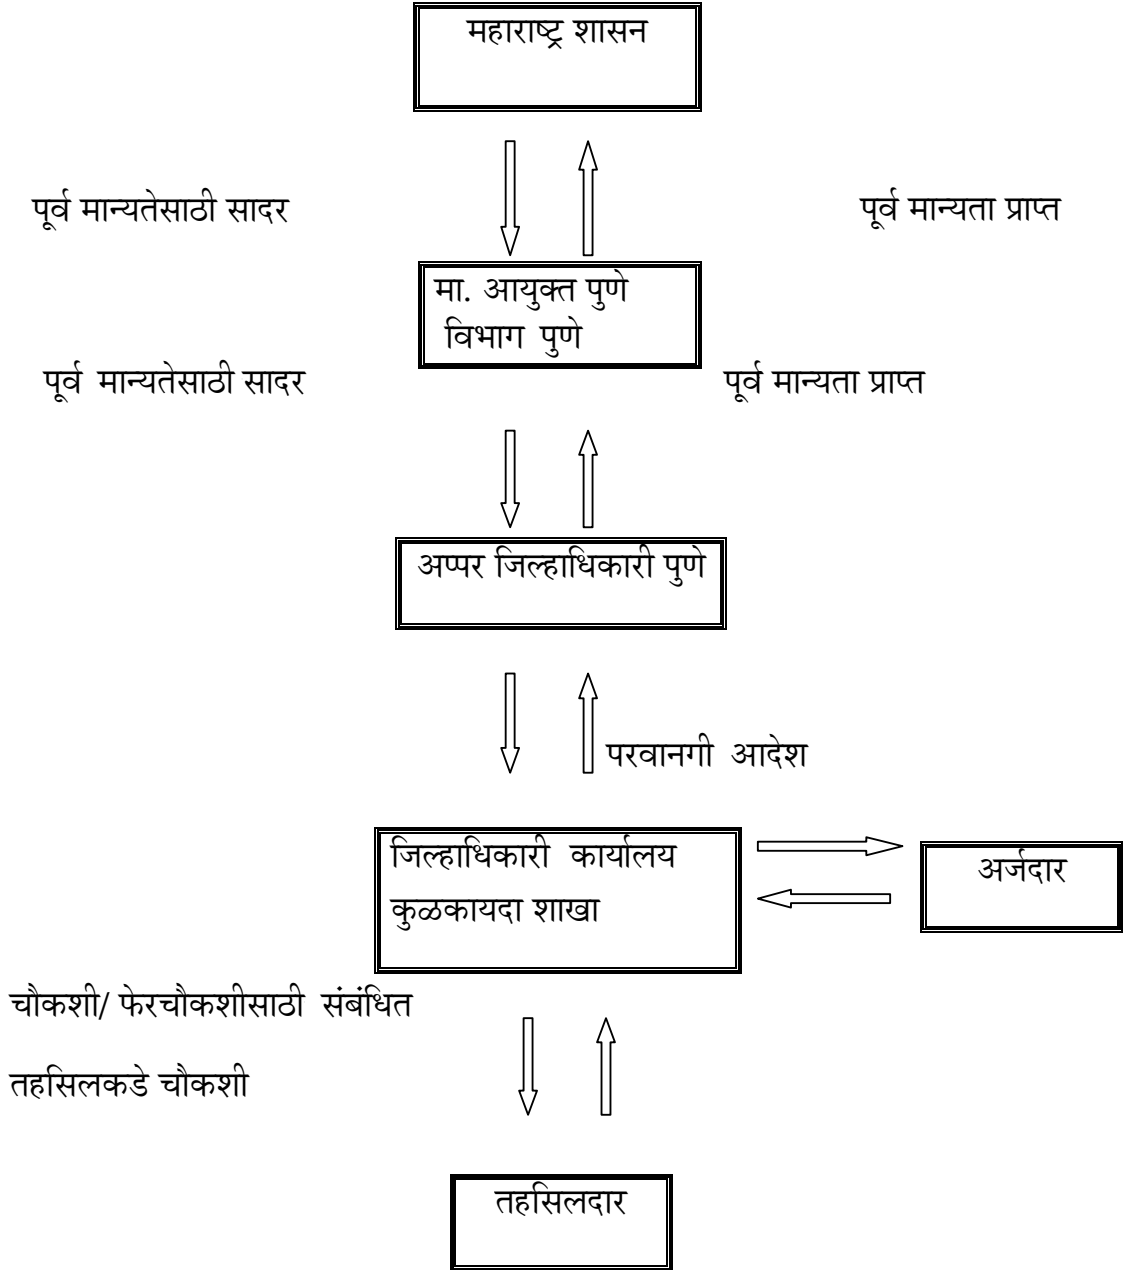 महाराष्ट्र शासन
पूर्व मान्यतेसाठी सादर
पूर्व मान्यता प्राप्त
मा. आयुक्त पुणे
विभाग पुणे
पूर्व मान्यतेसाठी सादर
पूर्व मान्यता प्राप्त
अप्पर जिल्हाधिकारी पुणे
परवानगी आदेश
जिल्हाधिकारी कार्यालय
कुळकायदा शाखा
अर्जदार
चौकशी/ फेरचौकशीसाठी संबंधित
तहसिलकडे चौकशी
तहसिलदार